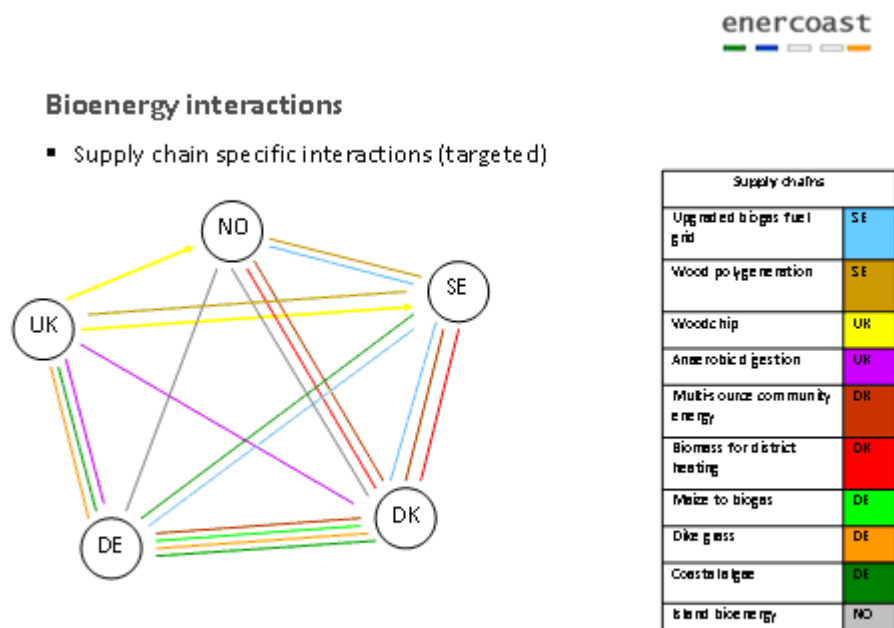 enercoast
Bioenergy interactions
▪ Supply chain specific interactions (targeted)
NO
SE
UK
DE
DK
Supply chains
Upgraded biogas fuel SE
grid
Wood polygeneration SE
Woodchip UK
Anaerobic digestion UK
Multi-source community DK
energy
Biomass for district DK
heating
Maize to biogas DE
Dike grass DE
Coastal algae DE
Island bioenergy NO